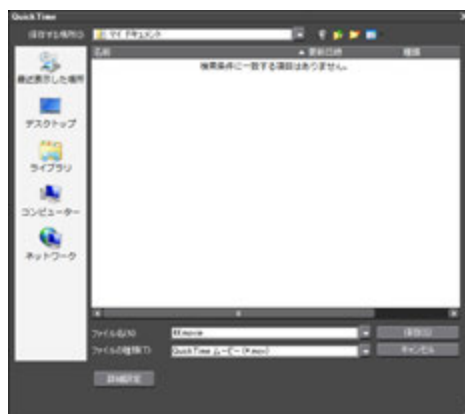 QuickTime
保存する場所(I)
マイ ドキュメント
名前
更新日時
種類
検索条件に一致する項目はありません。
最近表示した場所
デスクトップ
ライブラリ
コンピューター
ネットワーク
ファイル名(N)
保存(S)
ファイルの種類(T)
QuickTime ムービー (*.mov)
キャンセル
詳細設定